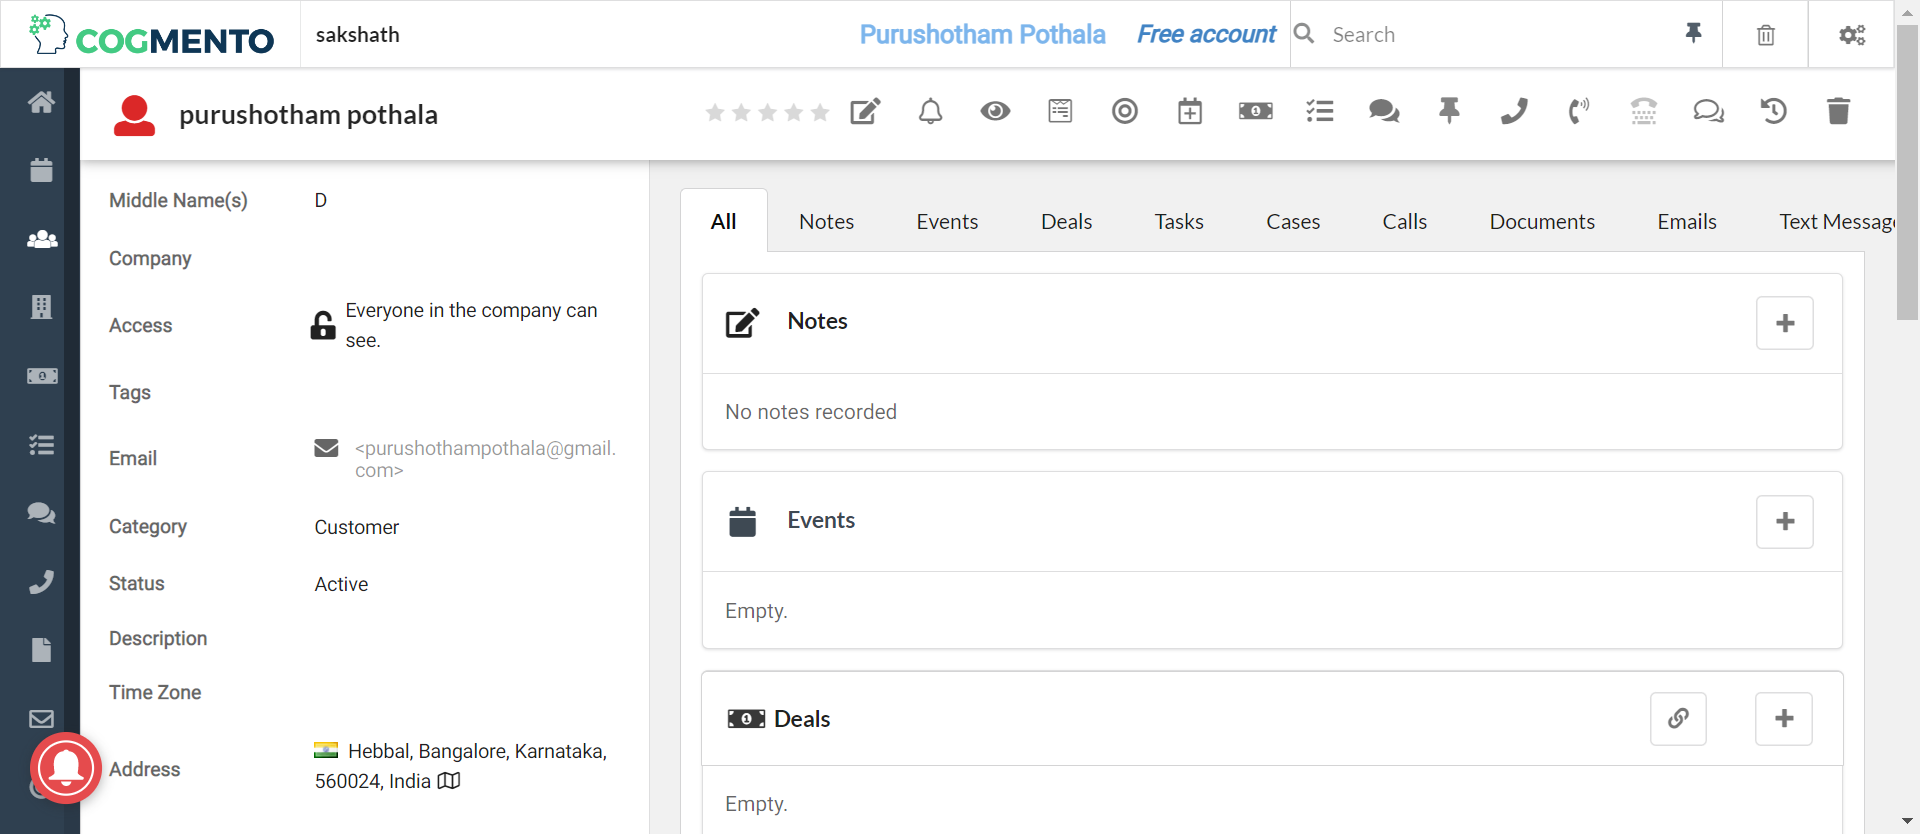 COGMENTO
sakshath
Purushotham Pothala
Free account
Search
purushotham pothala
Middle Name(s) D
Company
Access Everyone in the company can
see.
Tags
Email <purushothampothala@gmail.
com>
Category Customer
Status Active
Description
Time Zone
Address Hebbal, Bangalore, Karnataka,
560024, India
All Notes Events Deals Tasks Cases Calls Documents Emails Text Message
Notes
No notes recorded
Events
Empty.
Deals
Empty.